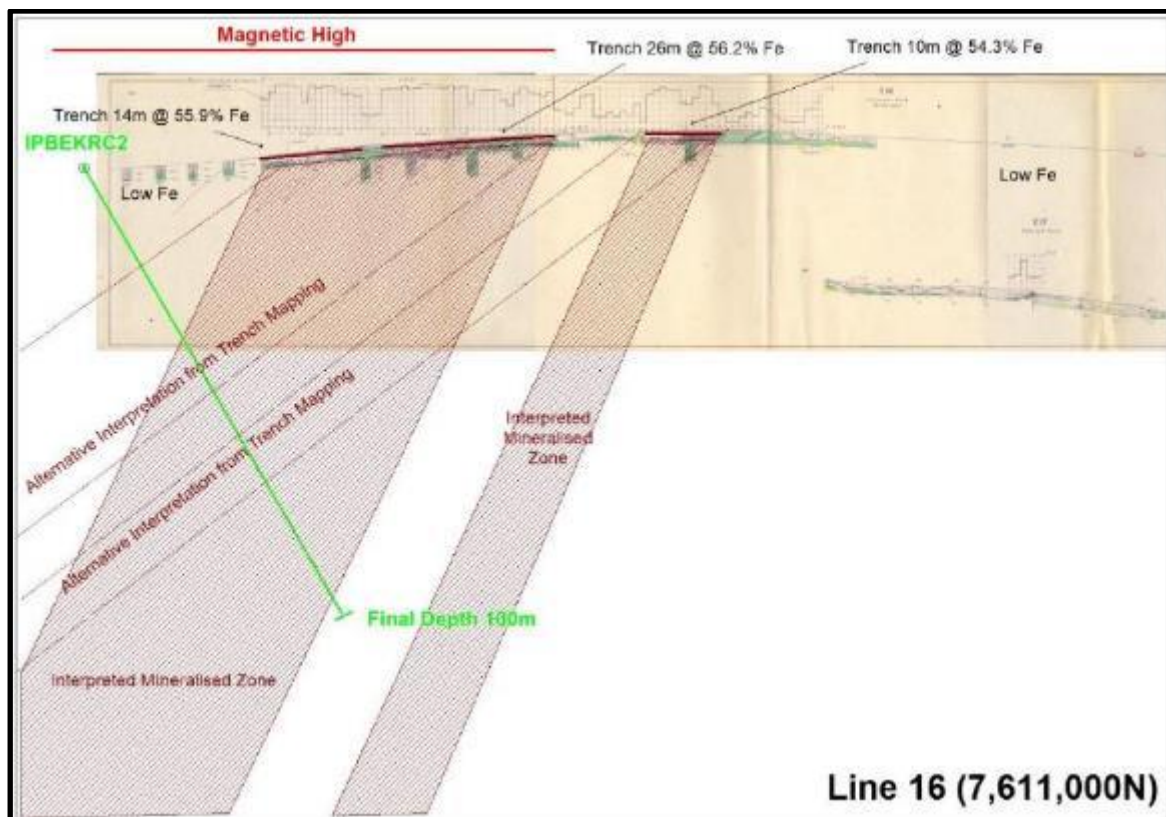 Magnetic High
Trench 26m @ 56.2% Fe
Trench 10m @ 54.3% Fe
Trench 14m @ 55.9% Fe
IPBEKRC2
Low Fe
Low Fe
Alternative Interpretation from Trench Mapping
Alternative Interpretation from Trench Mapping
Interpreted
Mineralised
Zone
Final Depth 100m
Interpreted Mineralised Zone
Line 16 (7,611,000N)